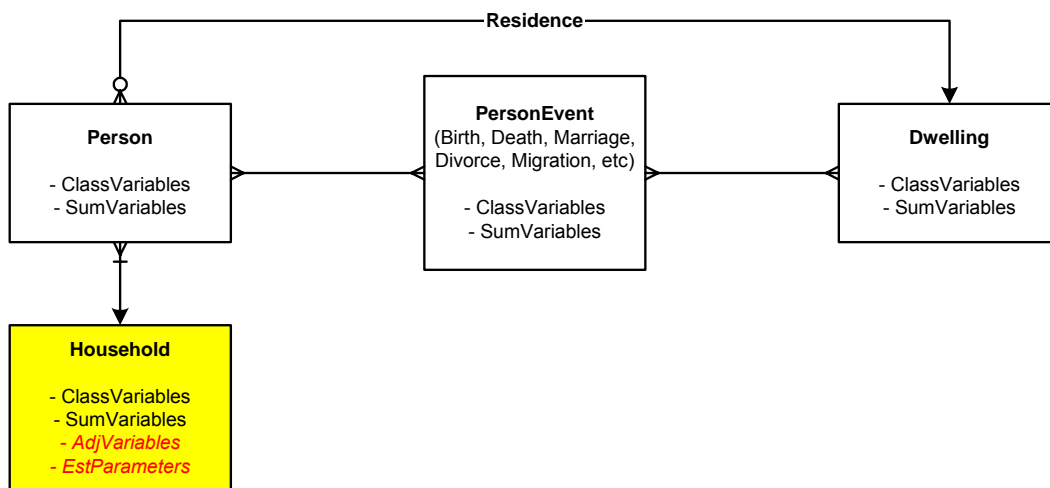 Residence
Person
- ClassVariables
- SumVariables
PersonEvent
(Birth, Death, Marriage,
Divorce, Migration, etc)
- ClassVariables
- SumVariables
Dwelling
- ClassVariables
- SumVariables
Household
- ClassVariables
- SumVariables
- AdjVariables
- EstParameters